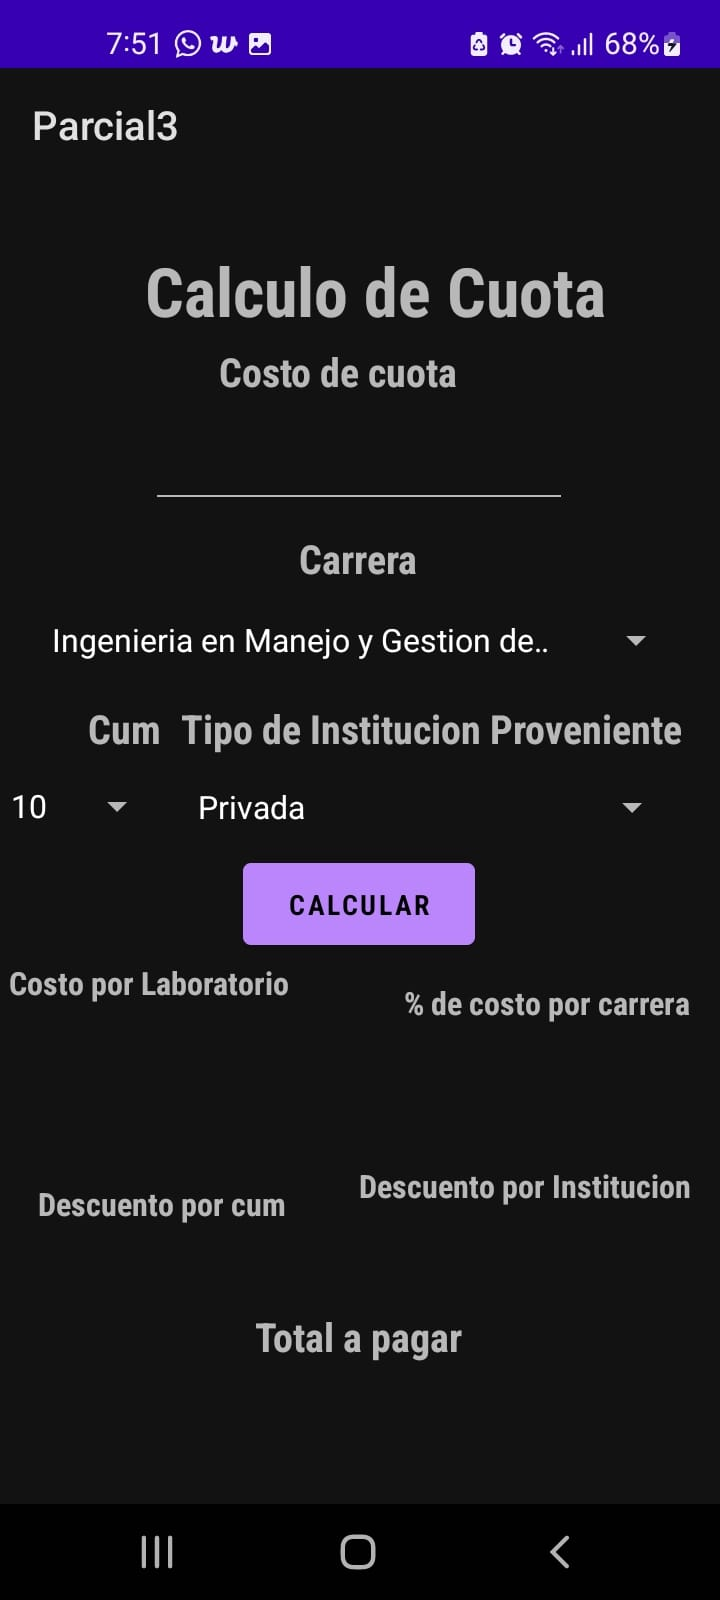 7:51 68%
Parcial3
Calculo de Cuota
Costo de cuota
Carrera
Ingenieria en Manejo y Gestion de..
Cum Tipo de Institucion Proveniente
10 Privada
CALCULAR
Costo por Laboratorio
% de costo por carrera
Descuento por Institucion
Descuento por cum
Total a pagar